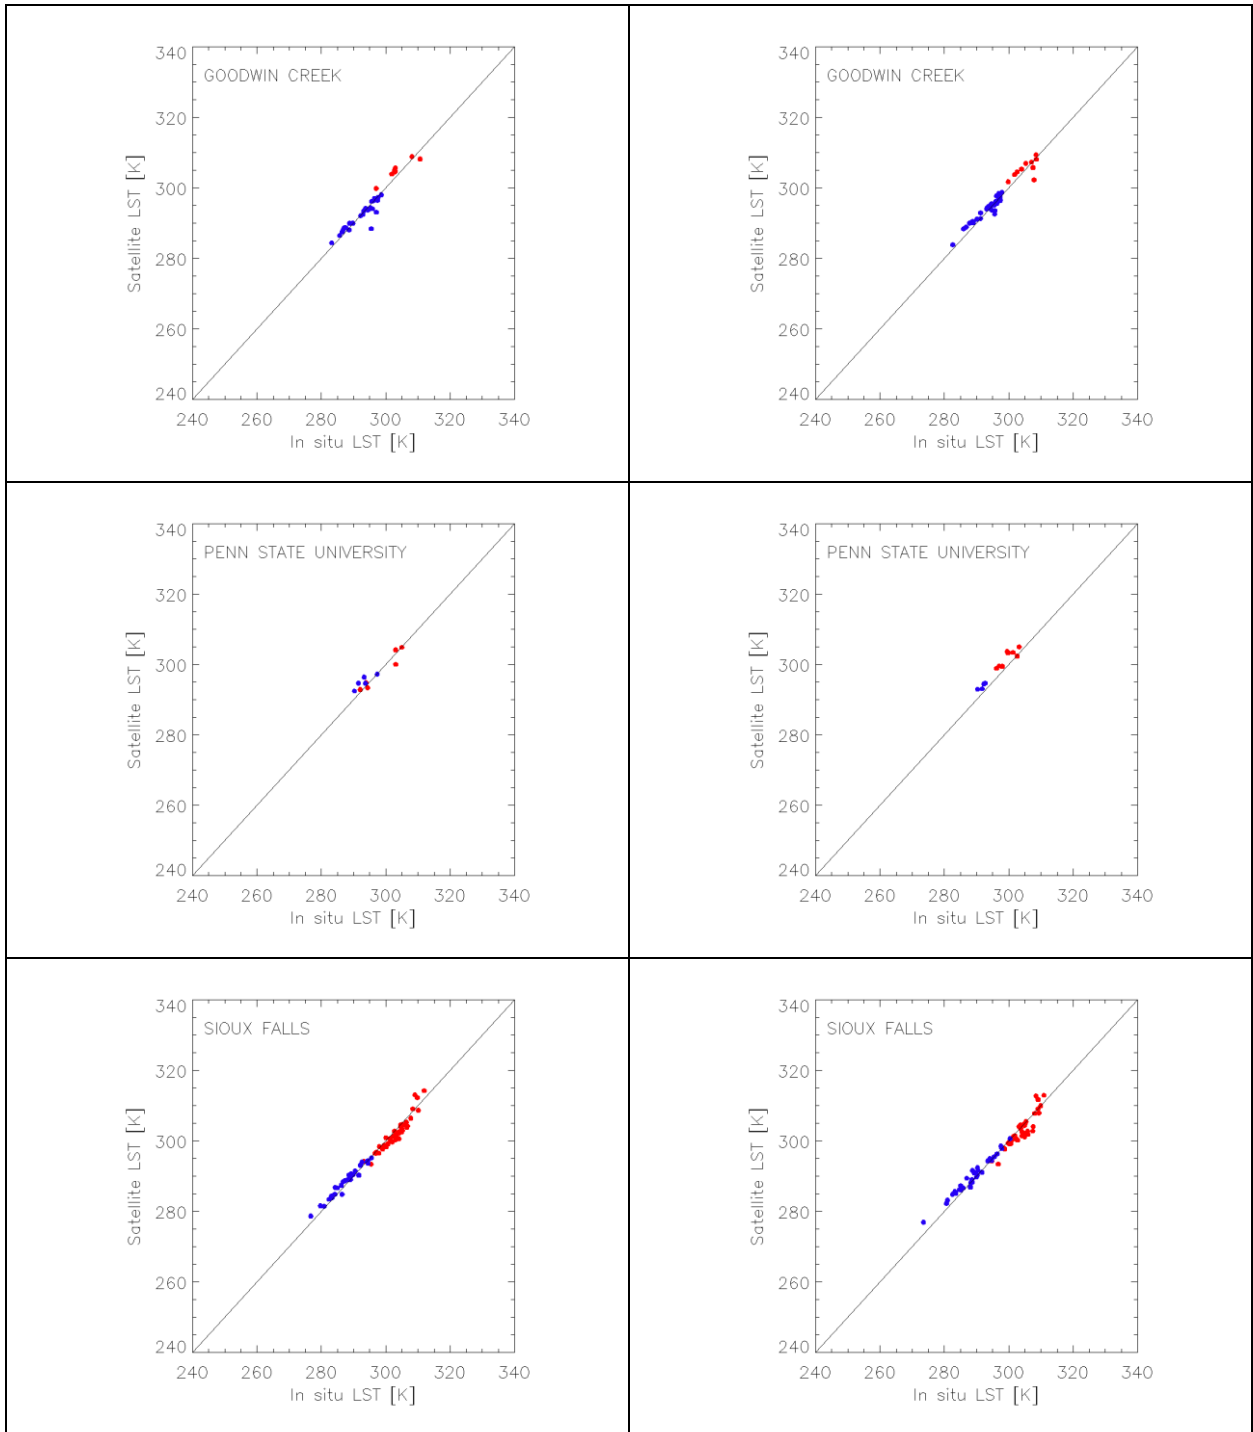 340
GOODWIN CREEK
320
300
280
260
240
240 260 280 300 320 340
In situ LST [K]
Satellite LST [K]
340
GOODWIN CREEK
320
300
280
260
240
240 260 280 300 320 340
In situ LST [K]
Satellite LST [K]
340
PENN STATE UNIVERSITY
320
300
280
260
240
240 260 280 300 320 340
In situ LST [K]
Satellite LST [K]
340
PENN STATE UNIVERSITY
320
300
280
260
240
240 260 280 300 320 340
In situ LST [K]
Satellite LST [K]
340
SIOUX FALLS
320
300
280
260
240
240 260 280 300 320 340
In situ LST [K]
Satellite LST [K]
340
SIOUX FALLS
320
300
280
260
240
240 260 280 300 320 340
In situ LST [K]
Satellite LST [K]